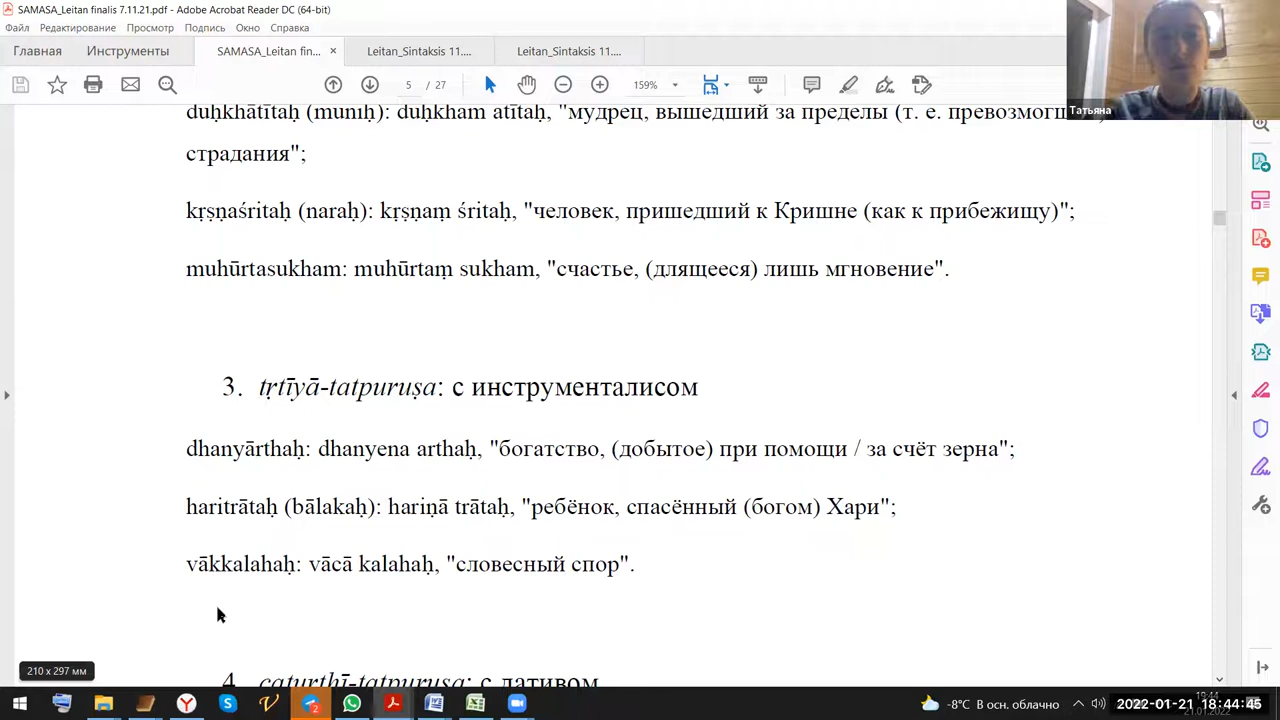 SAMASA_Leitan finalis 7.11.21.pdf - Adobe Acrobat Reader DC (64-bit)
Файл Редактирование Просмотр Подпись Окно Справка
Главная Инструменты SAMASA_Leitan fin... × Leitan_Sintaksis 11.... Leitan_Sintaksis 11....
5 / 27 159%
Татьяна
duḥkhātītaḥ (muniḥ): duḥkham atītaḥ, "мудрец, вышедший за пределы (т. е.
страдания";
kṛṣṇaśritaḥ (naraḥ): kṛṣṇaṃ śritaḥ, "человек, пришедший к Кришне (как к прибежищу)";
muhūrtasukham: muhūrtaṃ sukham, "счастье, (длящееся) лишь мгновение".
3. tṛtīyā-tatpuruṣa: с инструменталисом
dhanyārthaḥ: dhanyena arthaḥ, "богатство, (добытое) при помощи / за счёт зерна";
haritrātaḥ (bālakaḥ): hariṇā trātaḥ, "ребёнок, спасённый (богом) Хари";
vākkalahaḥ: vācā kalahaḥ, "словесный спор".
4. caturthī-tatpuruṣa: с дативом
210 x 297 мм
-8°C В осн. облачно
19:44
21.01.2022
2022-01-21 18:44:45